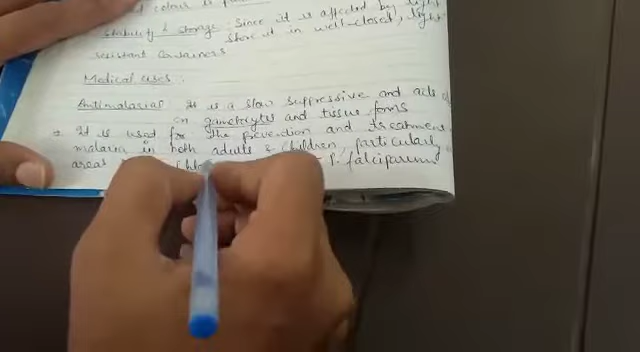 colour is
Stability & storage : Since it is affected by light
store it in well-closed, light
resistant containers
Medical uses :
Antimalarial It is a slow suppressive and acts
on gametocytes and tissue forms
→ It is used for the prevention and treatment
malaria in both adults & children, particularly
areas P. falciparum